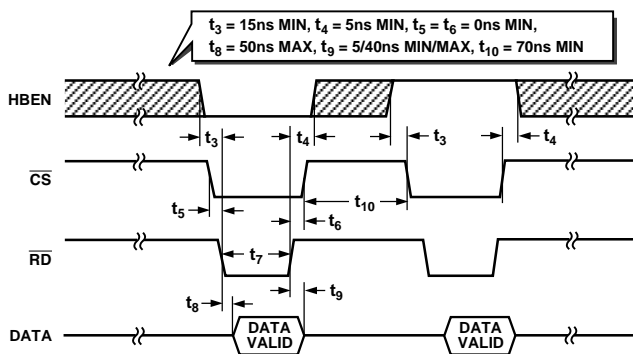 t3 = 15ns MIN, t4 = 5ns MIN, t5 = t6 = 0ns MIN,
t8 = 50ns MAX, t9 = 5/40ns MIN/MAX, t10 = 70ns MIN
HBEN
t3
t4
t3
t4
CS
t5
t10
t6
RD
t7
t8
t9
DATA
DATA
VALID
DATA
VALID